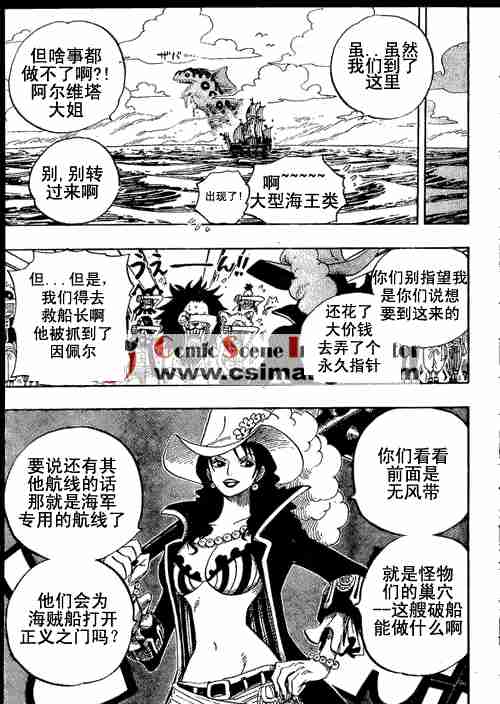 虽..虽然
我们到了
这里
但啥事都
做不了啊?!
阿尔维塔
大姐
啊~~~~~
大型海王类
出现了!
别,别转
过来啊
你们别指望我
是你们说想
要到这来的
还花了
大价钱
去弄了个
永久指针
うえーーん!!
但...但是,
我们得去
救船长啊
他被抓到了
因佩尔
Comic Scene In
for
www.csima.
om
你们看看
前面是
无风带
就是怪物
们的巢穴
--这艘破船
能做什么啊
要说还有其
他航线的话
那就是海军
专用的航线了
他们会为
海贼船打开
正义之门吗?